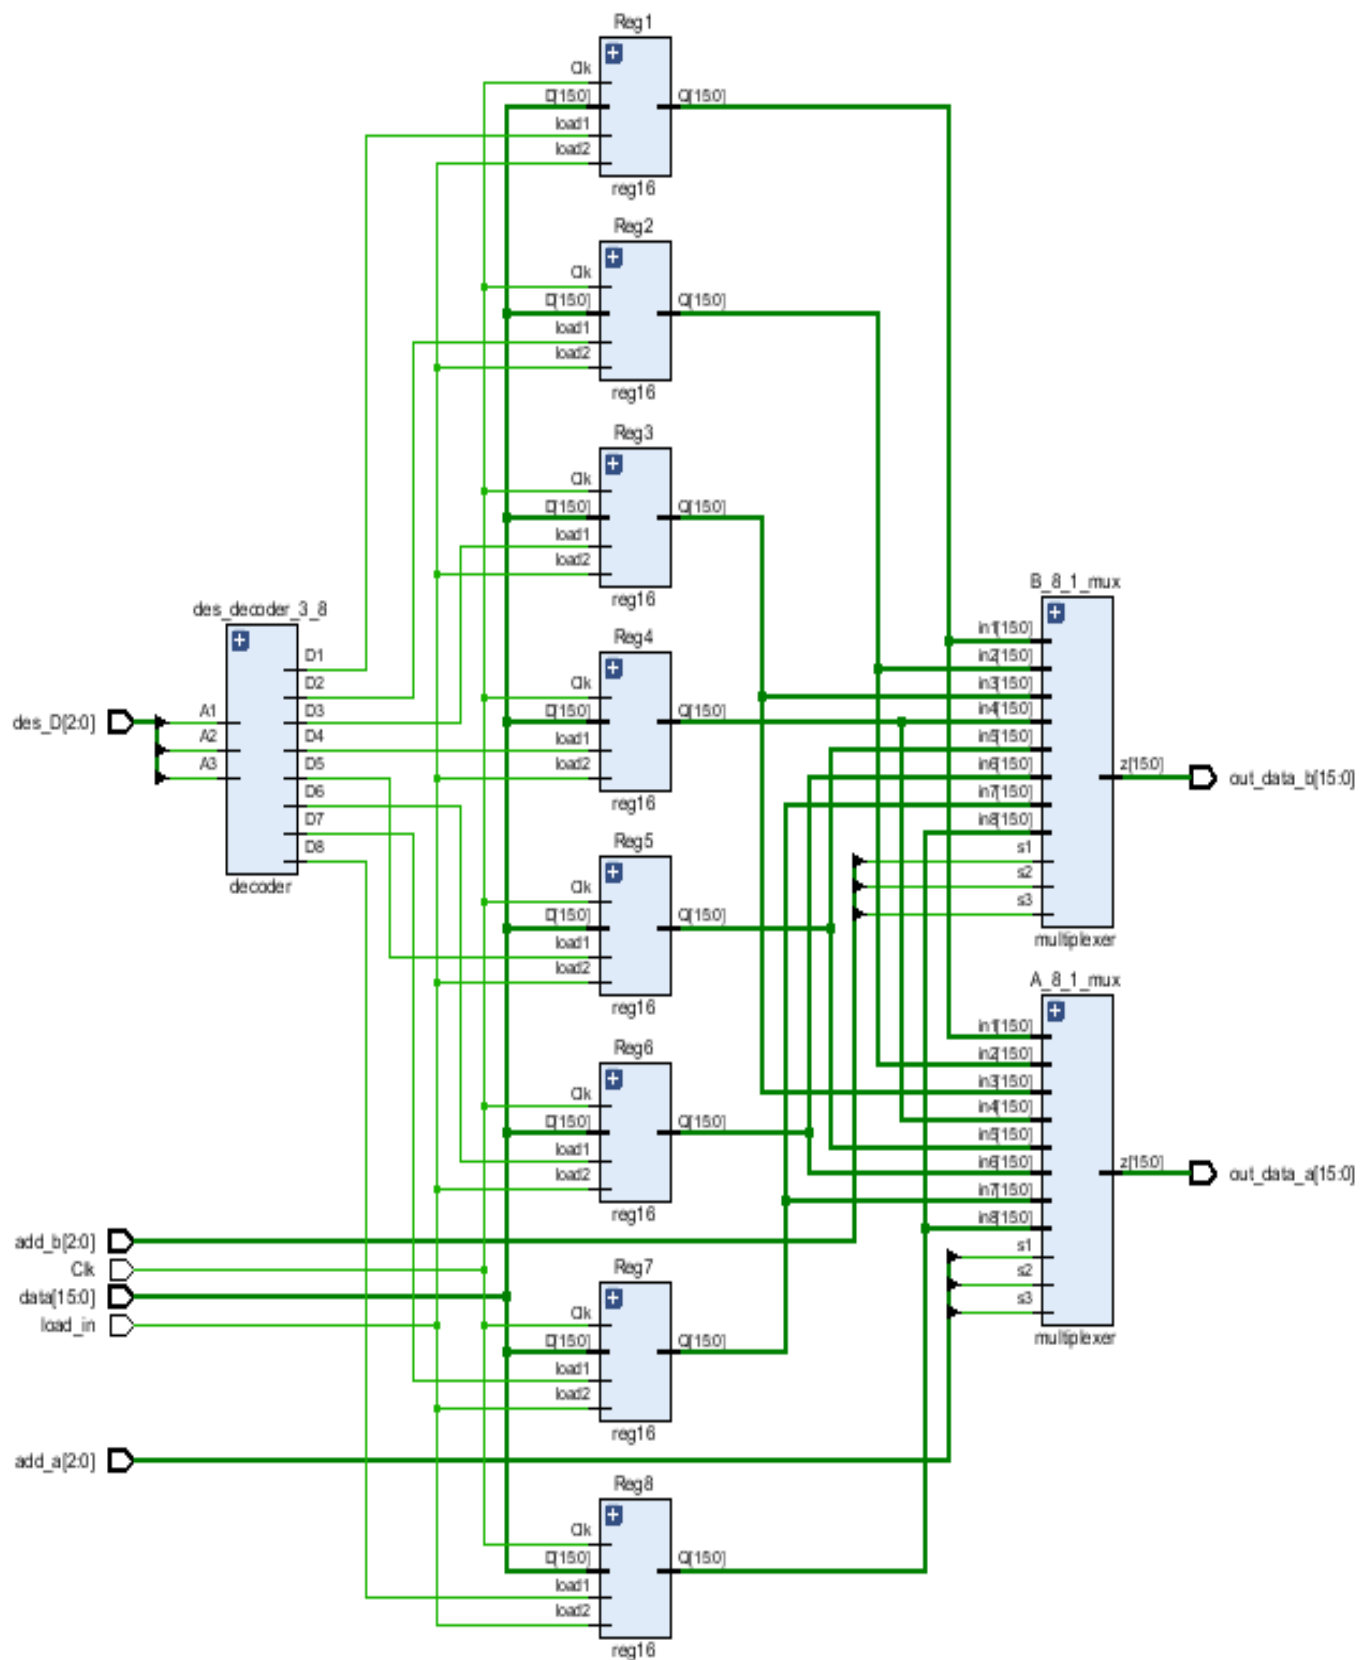 Reg1
Clk
D[15:0]
load1
load2
Q[15:0]
reg16
Reg2
Clk
D[15:0]
load1
load2
Q[15:0]
reg16
Reg3
Clk
D[15:0]
load1
load2
Q[15:0]
reg16
des_decoder_3_8
A1
A2
A3
D1
D2
D3
D4
D5
D6
D7
D8
decoder
des_D[2:0]
Reg4
Clk
D[15:0]
load1
load2
Q[15:0]
reg16
Reg5
Clk
D[15:0]
load1
load2
Q[15:0]
reg16
Reg6
Clk
D[15:0]
load1
load2
Q[15:0]
reg16
B_8_1_mux
in1[15:0]
in2[15:0]
in3[15:0]
in4[15:0]
in5[15:0]
in6[15:0]
in7[15:0]
in8[15:0]
s1
s2
s3
z[15:0]
out_data_b[15:0]
multiplexer
A_8_1_mux
in1[15:0]
in2[15:0]
in3[15:0]
in4[15:0]
in5[15:0]
in6[15:0]
in7[15:0]
in8[15:0]
s1
s2
s3
z[15:0]
out_data_a[15:0]
multiplexer
add_b[2:0]
Clk
data[15:0]
load_in
add_a[2:0]
Reg7
Clk
D[15:0]
load1
load2
Q[15:0]
reg16
Reg8
Clk
D[15:0]
load1
load2
Q[15:0]
reg16